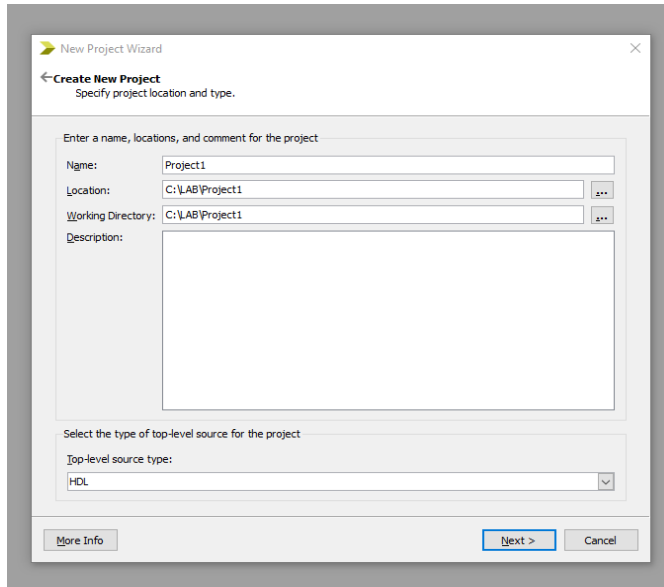 New Project Wizard
Create New Project
Specify project location and type.
Enter a name, locations, and comment for the project
Name:
Project1
Location:
C:\LAB\Project1
...
Working Directory:
C:\LAB\Project1
...
Description:
Select the type of top-level source for the project
Top-level source type:
HDL
More Info
Next >
Cancel